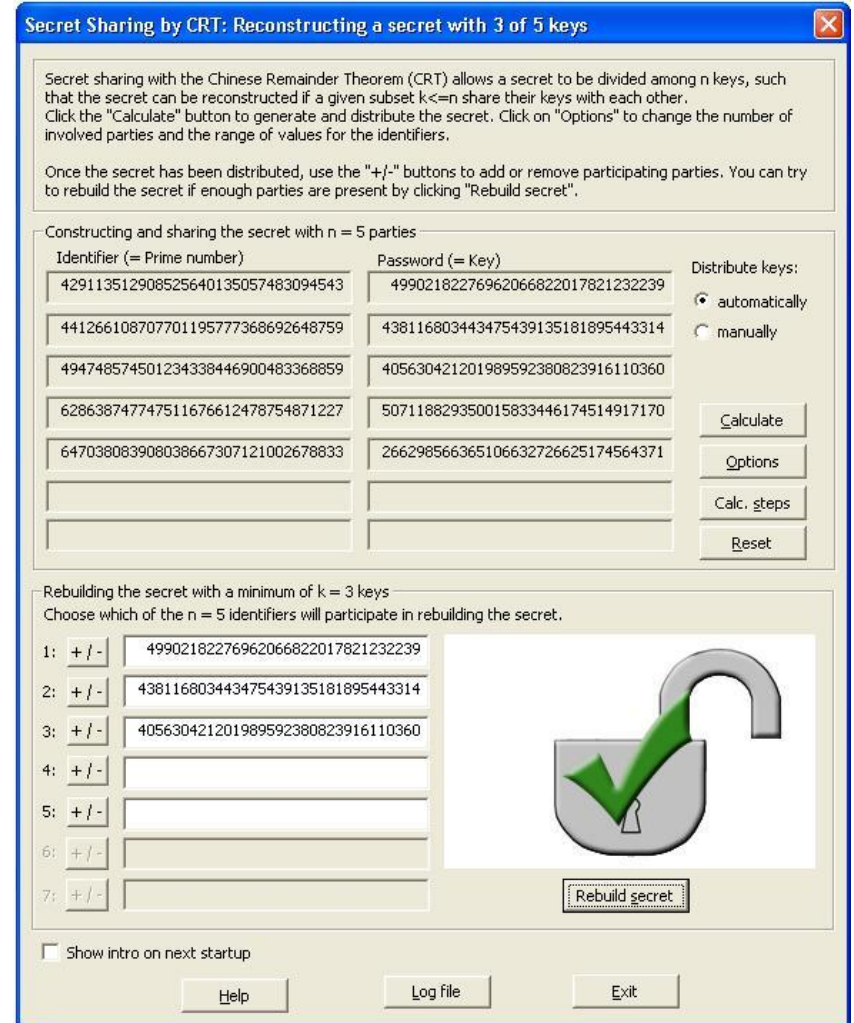 Secret Sharing by CRT: Reconstructing a secret with 3 of 5 keys
Secret sharing with the Chinese Remainder Theorem (CRT) allows a secret to be divided among n keys, such
that the secret can be reconstructed if a given subset k<=n share their keys with each other.
Click the "Calculate" button to generate and distribute the secret. Click on "Options" to change the number of
involved parties and the range of values for the identifiers.
Once the secret has been distributed, use the "+/-" buttons to add or remove participating parties. You can try
to rebuild the secret if enough parties are present by clicking "Rebuild secret".
Constructing and sharing the secret with n = 5 parties
Identifier (= Prime number)
Password (= Key)
Distribute keys:
429113512908525640135057483094543
49902182276962066822017821232239
automatically
441266108707701195777368692648759
438116803443475439135181895443314
manually
494748574501234338446900483368859
405630421201989592380823916110360
628638774747511676612478754871227
507118829350015833446174514917170
Calculate
647038083908038667307121002678833
266298566365106632726625174564371
Options
Calc. steps
Reset
Rebuilding the secret with a minimum of k = 3 keys
Choose which of the n = 5 identifiers will participate in rebuilding the secret.
1: + / - 49902182276962066822017821232239
2: + / - 438116803443475439135181895443314
3: + / - 405630421201989592380823916110360
4: + / -
5: + / -
6: + / -
7: + / -
Rebuild secret
Show intro on next startup
Help
Log file
Exit